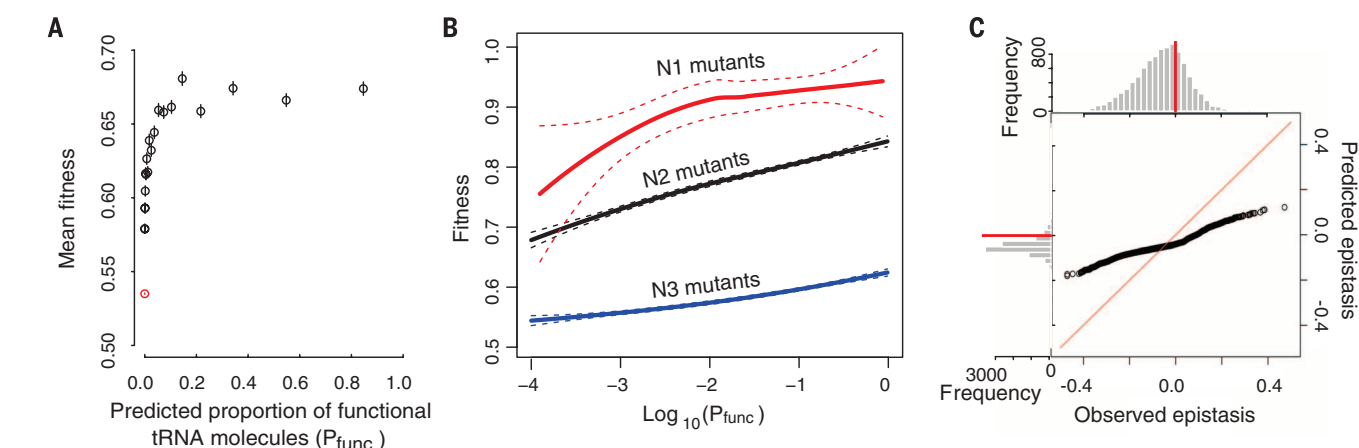 A
0.70
0.65
0.60
0.55
0.50
Mean fitness
0.0 0.2 0.4 0.6 0.8 1.0
Predicted proportion of functional
tRNA molecules (Pfunc )
B
1.0
0.9
0.8
0.7
0.6
0.5
Fitness
N1 mutants
N2 mutants
N3 mutants
−4 −3 −2 −1 0
Log 10(Pfunc )
C
Frequency
800
0
0.4
0.0
-0.4
Predicted epistasis
3000 0
Frequency
-0.4 0.0 0.4
Observed epistasis